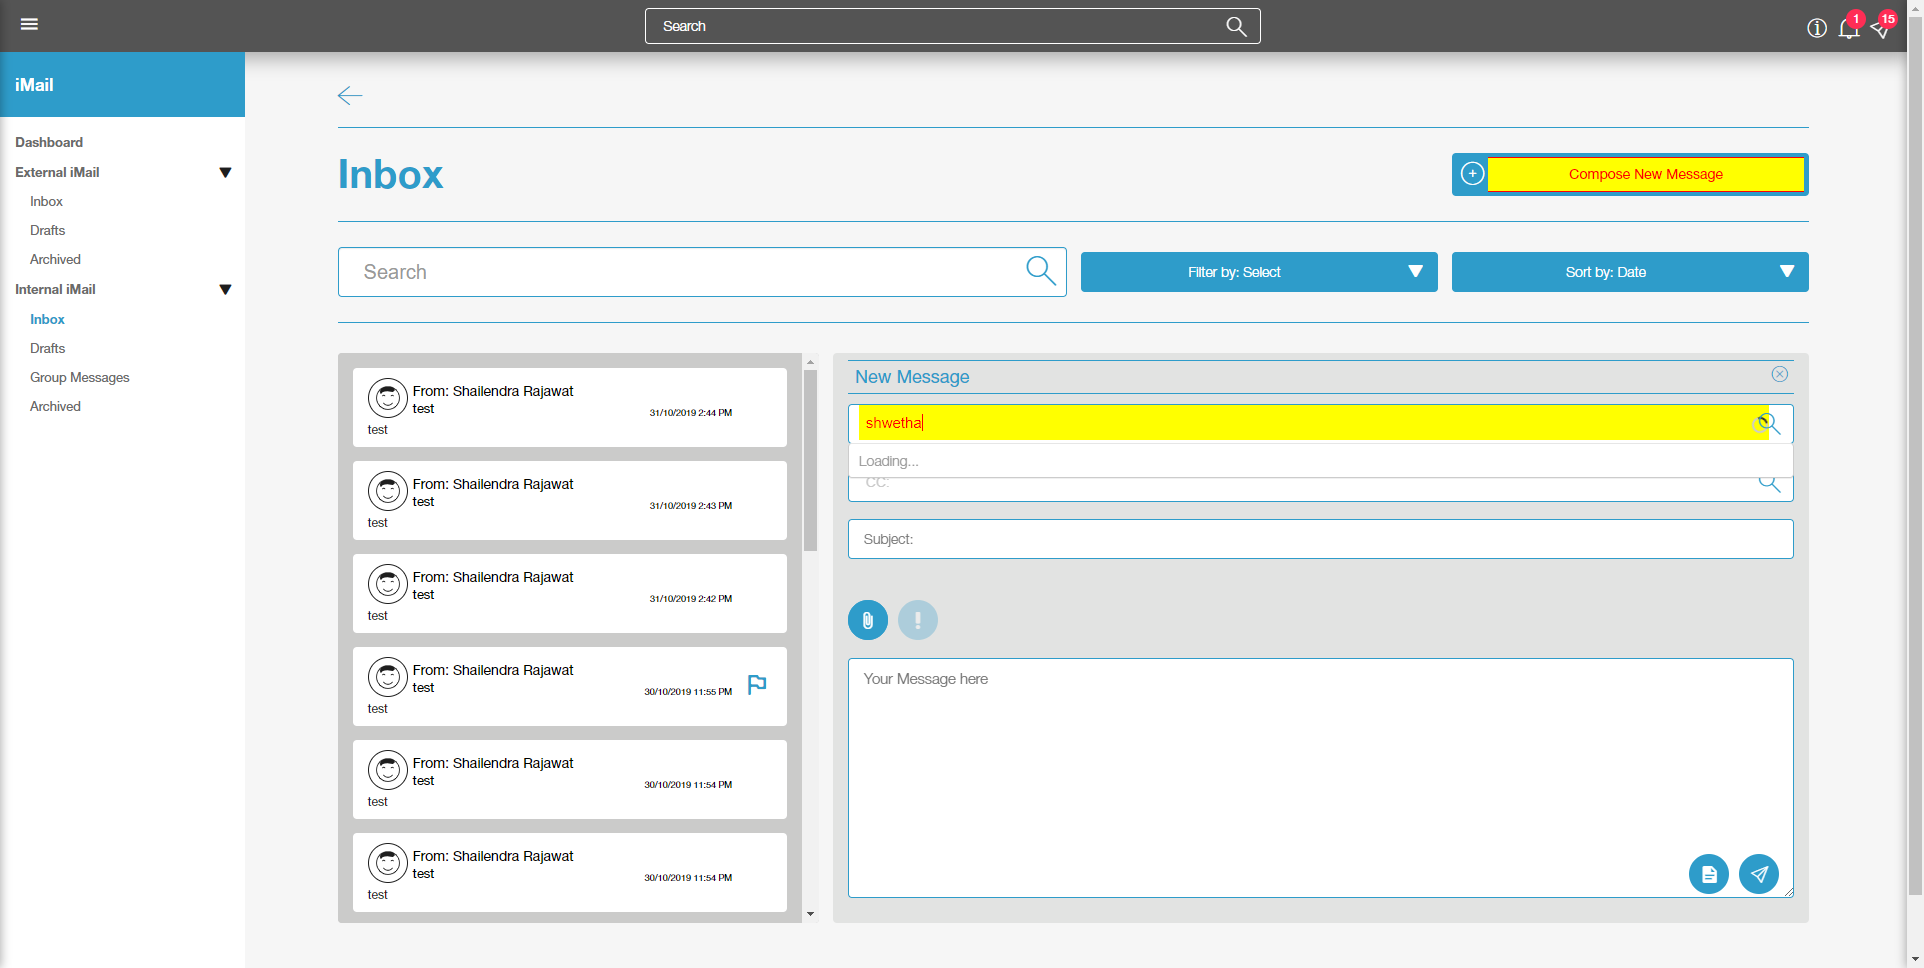 Search
1
15
iMail
Dashboard
External iMail
Inbox
Drafts
Archived
Internal iMail
Inbox
Drafts
Group Messages
Archived
Inbox
Compose New Message
Search
Filter by: Select
Sort by: Date
From: Shailendra Rajawat
test
31/10/2019 2:44 PM
test
From: Shailendra Rajawat
test
31/10/2019 2:43 PM
test
From: Shailendra Rajawat
test
31/10/2019 2:42 PM
test
From: Shailendra Rajawat
test
30/10/2019 11:55 PM
test
From: Shailendra Rajawat
test
30/10/2019 11:54 PM
test
From: Shailendra Rajawat
test
30/10/2019 11:54 PM
test
New Message
shwetha
Loading...
CC:
Subject:
Your Message here